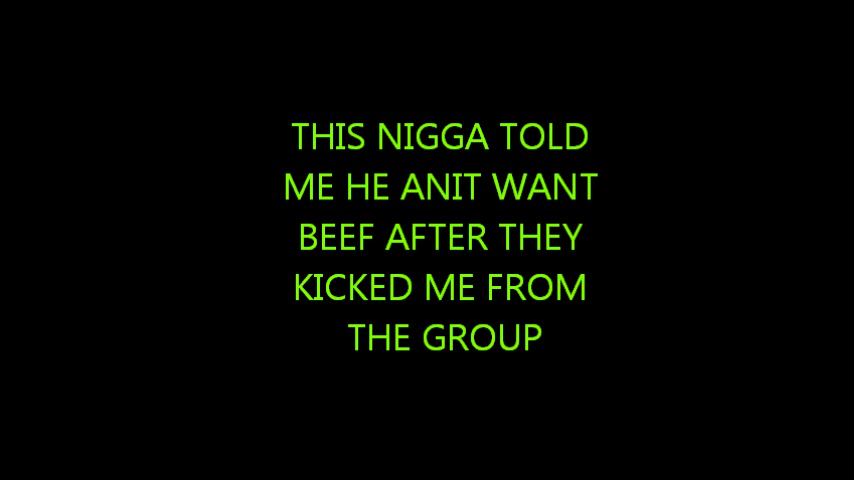 THIS NIGGA TOLD
ME HE ANIT WANT
BEEF AFTER THEY
KICKED ME FROM
THE GROUP